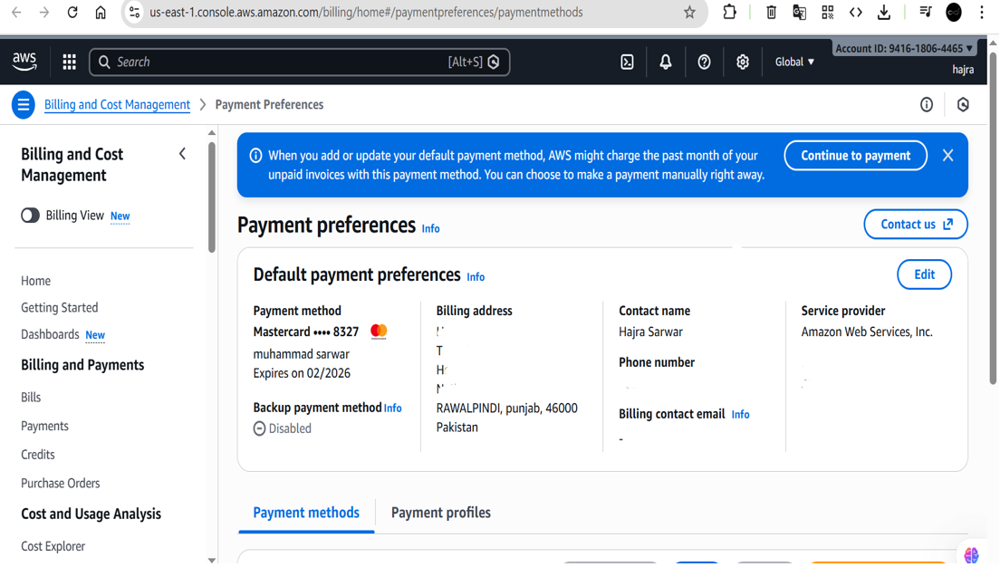 us-east-1.console.aws.amazon.com/billing/home#/paymentpreferences/paymentmethods
aws
Search
[Alt+S]
Global
Account ID: 9416-1806-4465
hajra
Billing and Cost Management
Payment Preferences
Billing and Cost
Management
Billing View New
Home
Getting Started
Dashboards New
Billing and Payments
Bills
Payments
Credits
Purchase Orders
Cost and Usage Analysis
Cost Explorer
When you add or update your default payment method, AWS might charge the past month of your
unpaid invoices with this payment method. You can choose to make a payment manually right away.
Continue to payment
Payment preferences Info
Contact us
Default payment preferences Info
Edit
Payment method
Mastercard •••• 8327
muhammad sarwar
Expires on 02/2026
Backup payment method Info
Disabled
Billing address
T
RAWALPINDI, punjab, 46000
Pakistan
Contact name
Hajra Sarwar
Phone number
Billing contact email Info
-
Service provider
Amazon Web Services, Inc.
Payment methods
Payment profiles